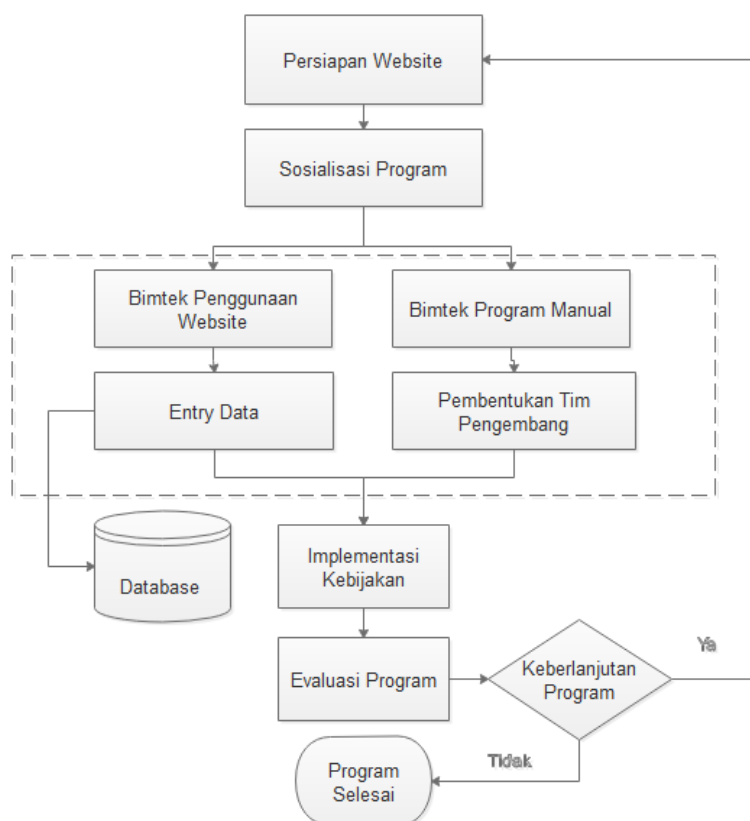 Persiapan Website
Sosialisasi Program
Bimtek Penggunaan
Website
Bimtek Program Manual
Entry Data
Pembentukan Tim
Pengembang
Database
Implementasi
Kebijakan
Evaluasi Program
Keberlanjutan
Program
Ya
Tidak
Program
Selesai